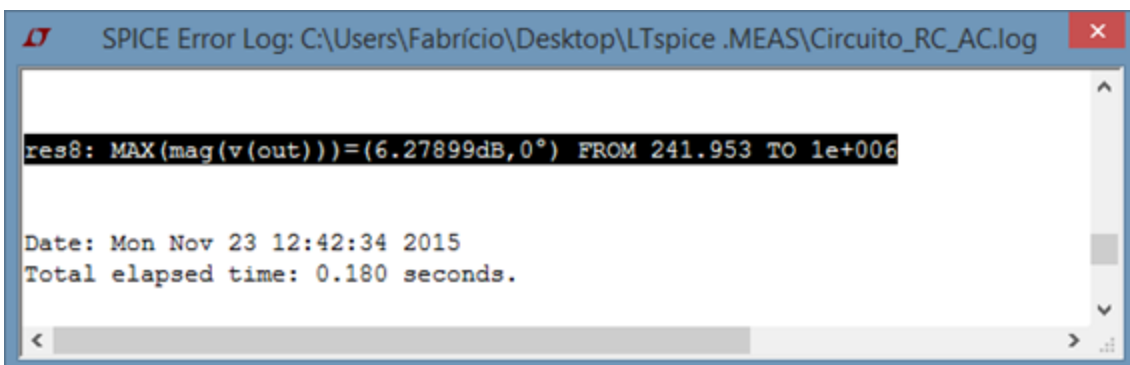 SPICE Error Log: C:\Users\Fabrício\Desktop\LTspice .MEAS\Circuito_RC_AC.log
res8: MAX(mag(v(out)))=(6.27899dB,0°) FROM 241.953 TO 1e+006
Date: Mon Nov 23 12:42:34 2015
Total elapsed time: 0.180 seconds.